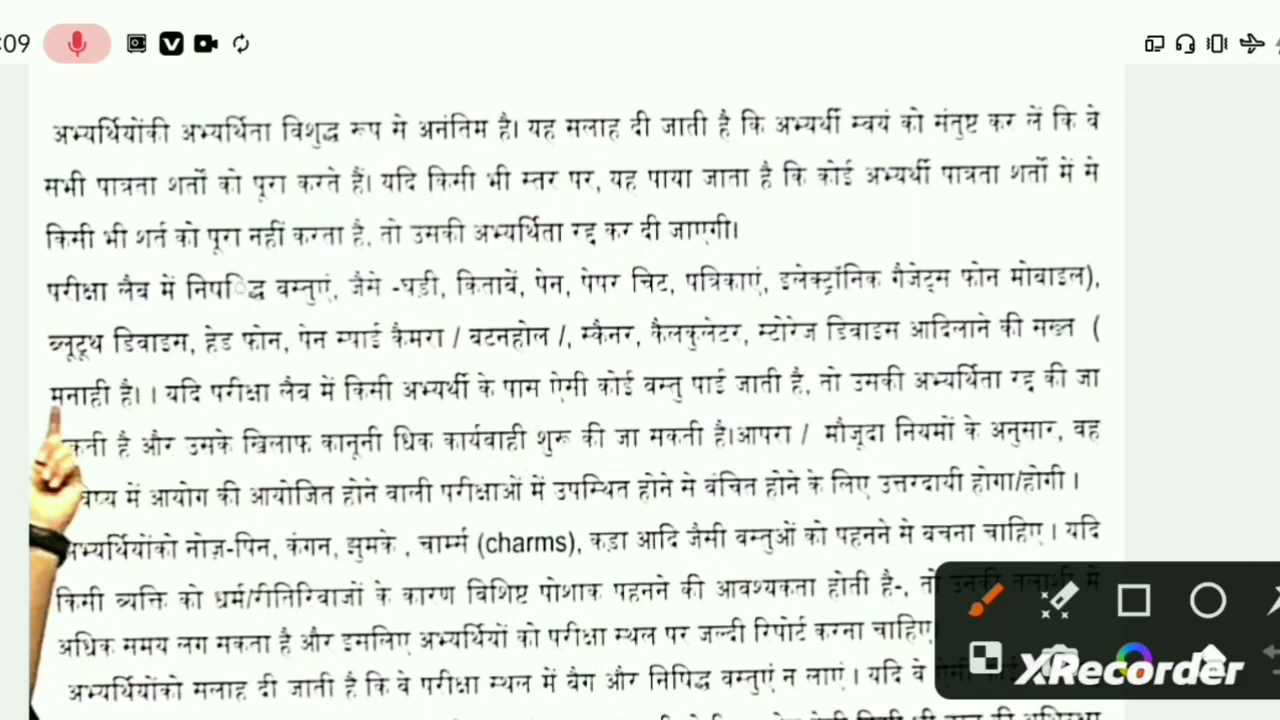 :09
अभ्यर्थियोंकी अभ्यर्थिता विशुद्ध रूप से अनंतिम है। यह सलाह दी जाती है कि अभ्यर्थी स्वयं को संतुष्ट कर लें कि वे
सभी पात्रता शर्तों को पूरा करते हैं। यदि किसी भी स्तर पर, यह पाया जाता है कि कोई अभ्यर्थी पात्रता शर्तों में से
किसी भी शर्त को पूरा नहीं करता है, तो उसकी अभ्यर्थिता रद्द कर दी जाएगी।
परीक्षा लैब में निषिद्ध वस्तुएं, जैसे -घड़ी, किताबें, पेन, पेपर चिट, पत्रिकाएं, इलेक्ट्रॉनिक गैजेट्स फोन मोबाइल),
ब्लूटूथ डिवाइस, हेड फोन, पेन स्पाई कैमरा / बटनहोल /, स्कैनर, कैलकुलेटर, स्टोरेज डिवाइस आदिलाने की सख्त (
मनाही है। । यदि परीक्षा लैब में किसी अभ्यर्थी के पास ऐसी कोई वस्तु पाई जाती है, तो उसकी अभ्यर्थिता रद्द की जा
कती है और उसके खिलाफ कानूनी धिक कार्यवाही शुरू की जा सकती है।आपरा / मौजूदा नियमों के अनुसार, वह
में आयोग की आयोजित होने वाली परीक्षाओं में उपस्थित होने से वंचित होने के लिए उत्तरदायी होगा/होगी ।
भ्यर्थियोंको नोज़-पिन, कंगन, झुमके , चार्म्स (charms), कड़ा आदि जैसी वस्तुओं को पहनने से बचना चाहिए । यदि
किसी व्यक्ति को धर्म/रीतिरिवाजों के कारण विशिष्ट पोशाक पहनने की आवश्यकता होती है-, तो उनकी तलाशी में
अधिक समय लग सकता है और इसलिए अभ्यर्थियों को परीक्षा स्थल पर जल्दी रिपोर्ट करना चाहिए
अभ्यर्थियोंको सलाह दी जाती है कि वे परीक्षा स्थल में बैग और निषिद्ध वस्तुएं न लाएं । यदि वे
XRecorder